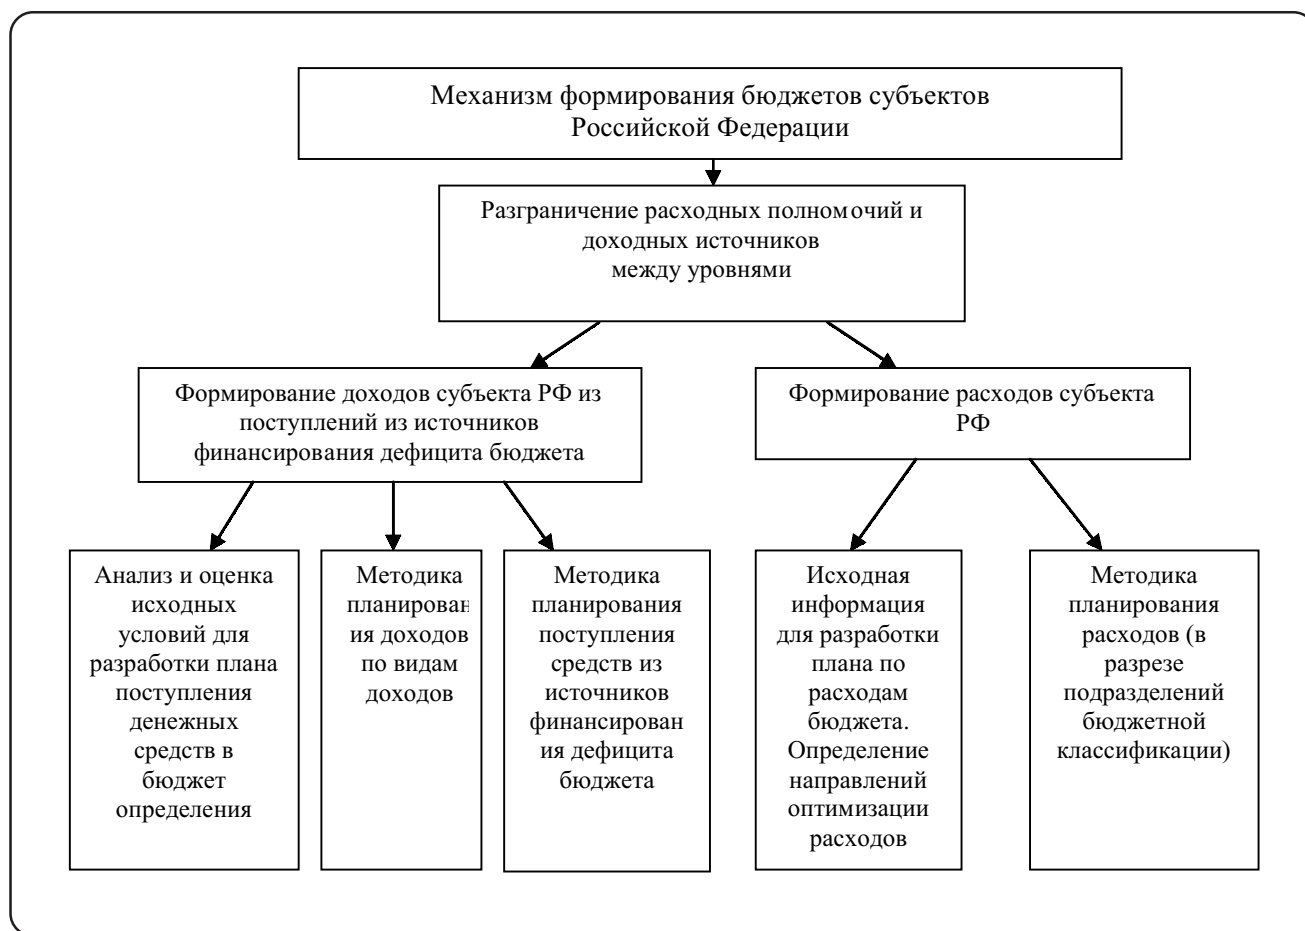 Механизм формирования бюджетов субъектов
Российской Федерации
Разграничение расходных полномочий и
доходных источников
между уровнями
Формирование доходов субъекта РФ из
поступлений из источников
финансирования дефицита бюджета
Формирование расходов субъекта
РФ
Анализ и оценка
исходных
условий для
разработки плана
поступления
денежных
средств в
бюджет
определения
Методика
планирован
ия доходов
по видам
доходов
Методика
планирования
поступления
средств из
источников
финансирован
ия дефицита
бюджета
Исходная
информация
для разработки
плана по
расходам
бюджета.
Определение
направлений
оптимизации
расходов
Методика
планирования
расходов (в
разрезе
подразделений
бюджетной
классификации)